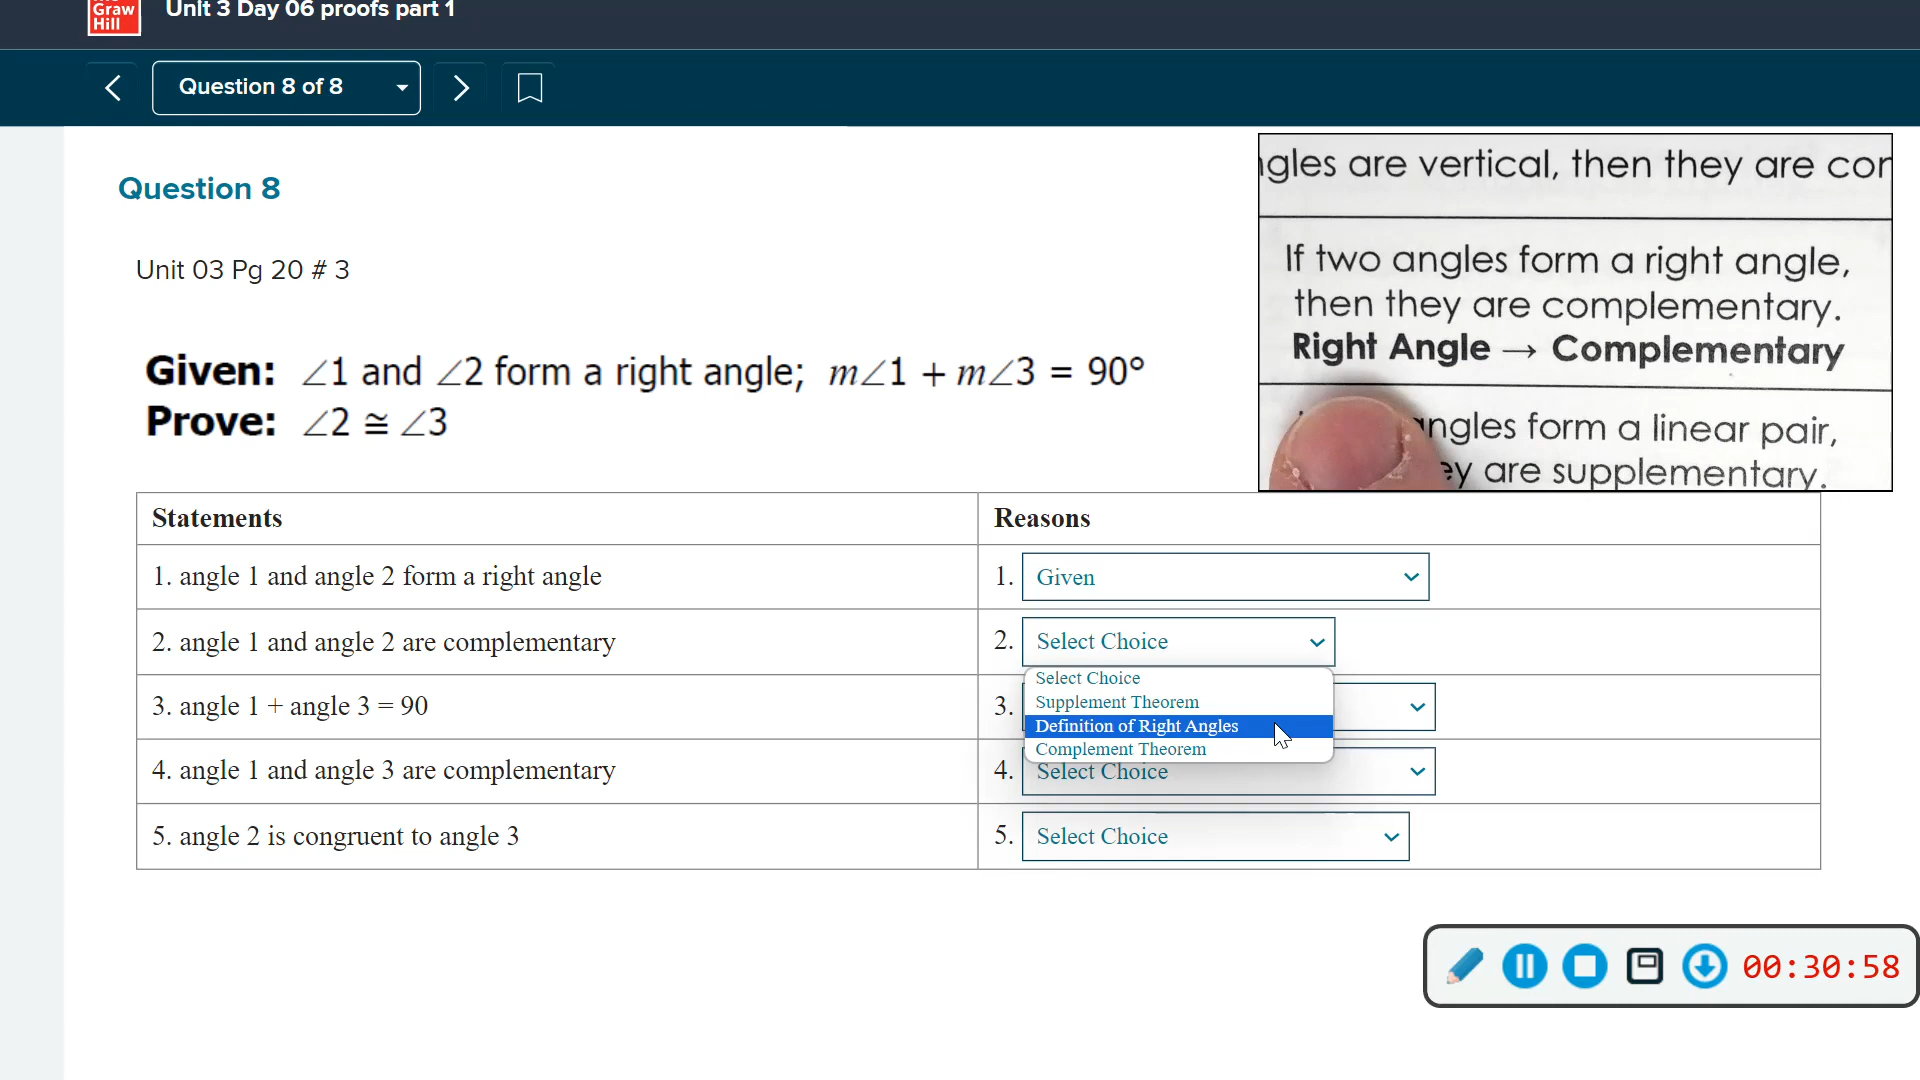 Graw
Hill
Unit 3 Day 06 proofs part 1
Question 8 of 8
Question 8
Unit 03 Pg 20 # 3
Given: ∠1 and ∠2 form a right angle; m∠1 + m∠3 = 90°
Prove: ∠2 ≅ ∠3
gles are vertical, then they are con
If two angles form a right angle,
then they are complementary.
Right Angle → Complementary
angles form a linear pair,
ey are supplementary.
Statements
Reasons
1. angle 1 and angle 2 form a right angle
1. Given
2. angle 1 and angle 2 are complementary
2. Select Choice
Select Choice
Supplement Theorem
Definition of Right Angles
Complement Theorem
3. angle 1 + angle 3 = 90
3.
4. angle 1 and angle 3 are complementary
4. Select Choice
5. angle 2 is congruent to angle 3
5. Select Choice
00:30:58